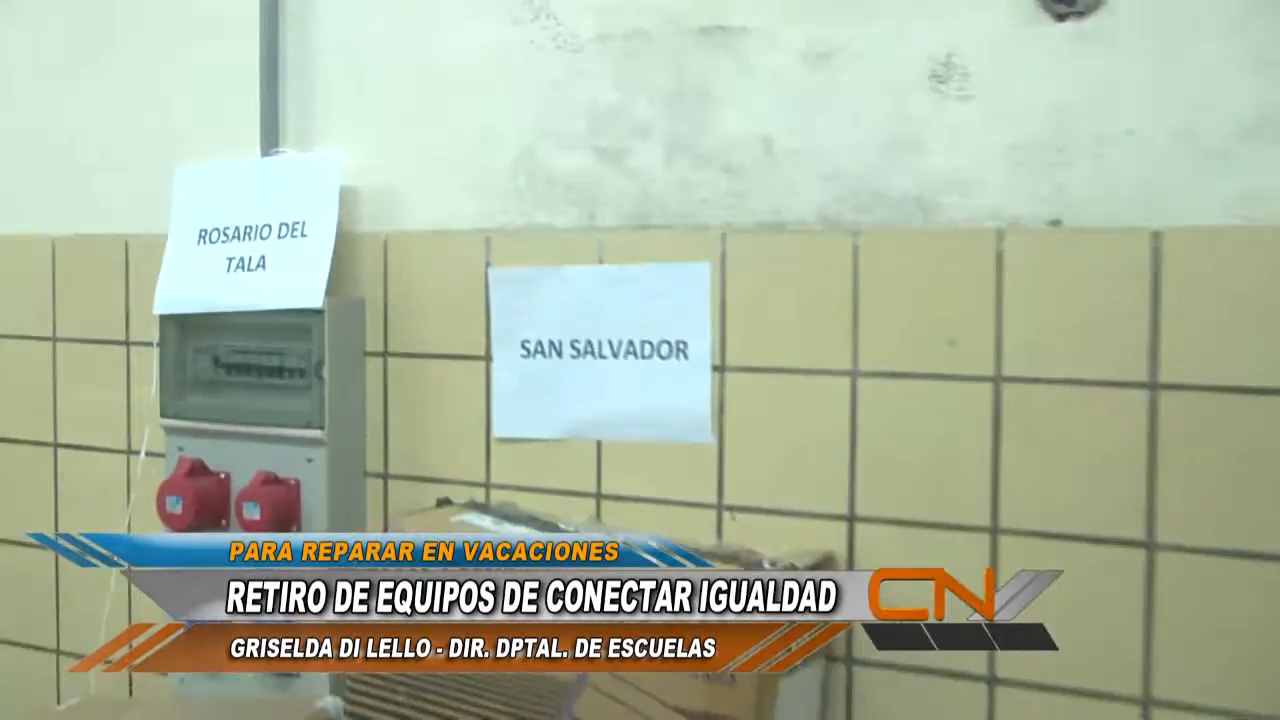 ROSARIO DEL
TALA
SAN SALVADOR
PARA REPARAR EN VACACIONES
RETIRO DE EQUIPOS DE CONECTAR IGUALDAD
CN
GRISELDA DI LELLO - DIR. DPTAL. DE ESCUELAS